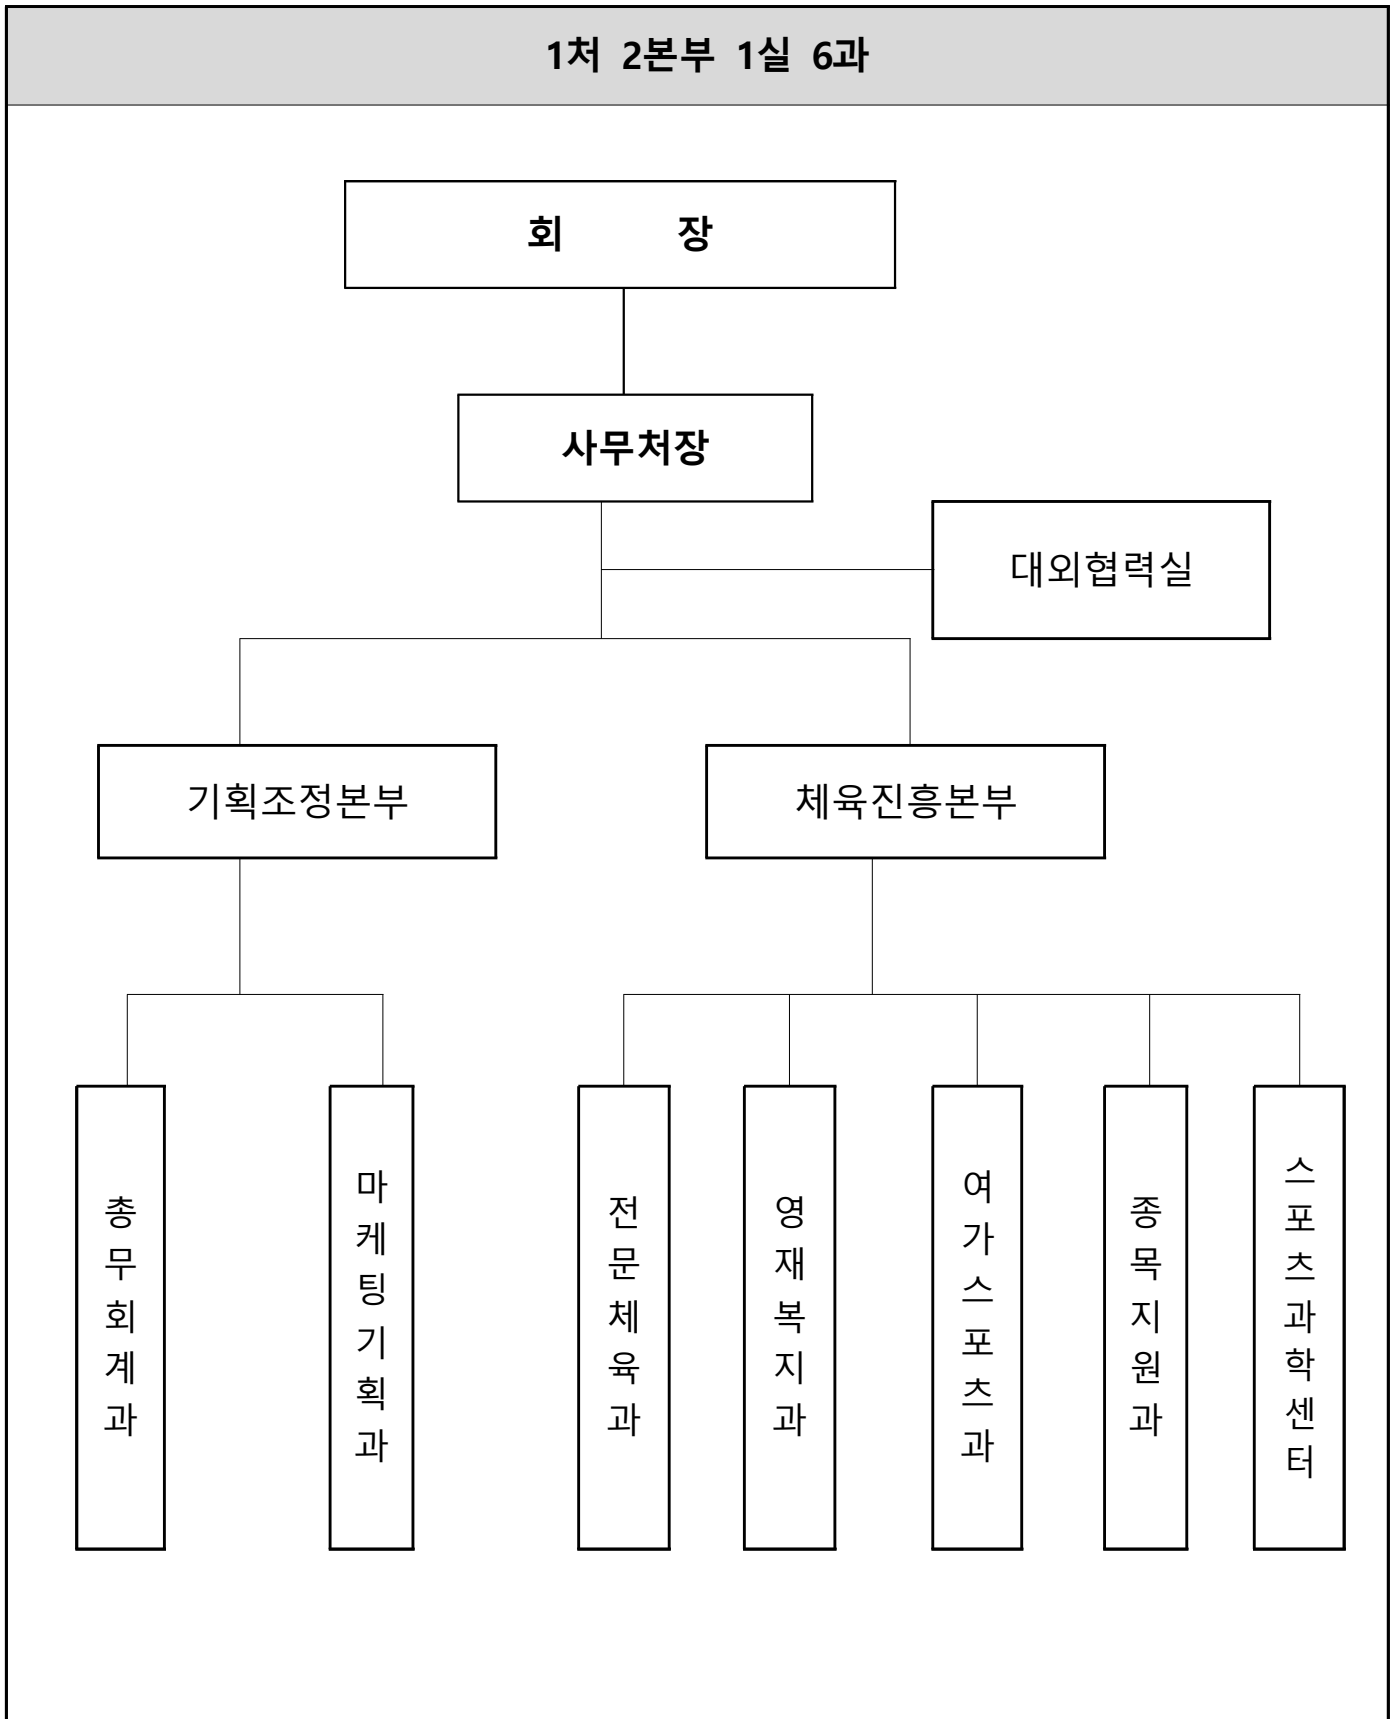 1처 2본부 1실 6과
회 장
사무처장
대외협력실
기획조정본부
체육진흥본부
총무회계과
마케팅기획과
전문체육과
영재복지과
여가스포츠과
종목지원과
스포츠과학센터